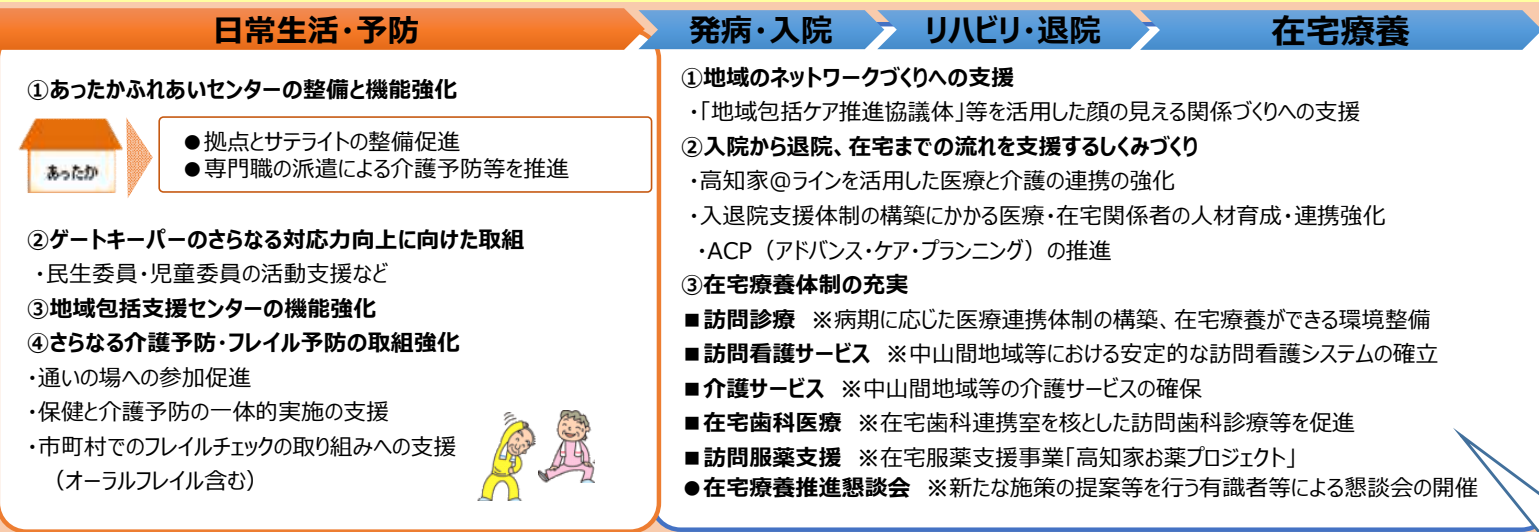 日常生活・予防
発病・入院
リハビリ・退院
在宅療養
①あったかふれあいセンターの整備と機能強化
あったか
●拠点とサテライトの整備促進
●専門職の派遣による介護予防等を推進
②ゲートキーパーのさらなる対応力向上に向けた取組
・民生委員・児童委員の活動支援など
③地域包括支援センターの機能強化
④さらなる介護予防・フレイル予防の取組強化
・通いの場への参加促進
・保健と介護予防の一体的実施の支援
・市町村でのフレイルチェックの取り組みへの支援
（オーラルフレイル含む）
①地域のネットワークづくりへの支援
・「地域包括ケア推進協議体」等を活用した顔の見える関係づくりへの支援
②入院から退院、在宅までの流れを支援するしくみづくり
・高知家@ラインを活用した医療と介護の連携の強化
・入退院支援体制の構築にかかる医療・在宅関係者の人材育成・連携強化
・ACP（アドバンス・ケア・プランニング）の推進
③在宅療養体制の充実
■訪問診療　※病期に応じた医療連携体制の構築、在宅療養ができる環境整備
■訪問看護サービス　※中山間地域等における安定的な訪問看護システムの確立
■介護サービス　※中山間地域等の介護サービスの確保
■在宅歯科医療　※在宅歯科連携室を核とした訪問歯科診療等を促進
■訪問服薬支援　※在宅服薬支援事業「高知家お薬プロジェクト」
●在宅療養推進懇談会　※新たな施策の提案等を行う有識者等による懇談会の開催